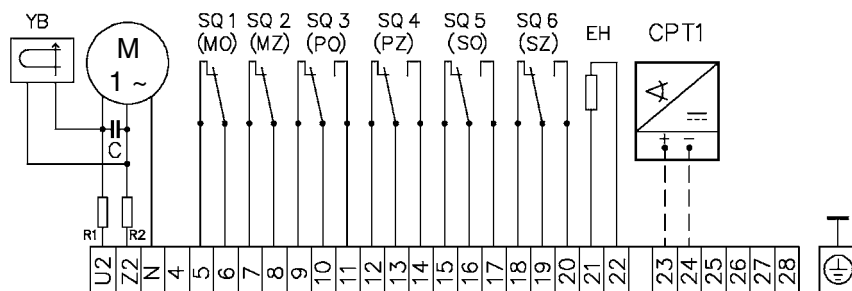 YB
M
1 ~
C
R1
R2
SQ 1
(MO)
SQ 2
(MZ)
SQ 3
(PO)
SQ 4
(PZ)
SQ 5
(SO)
SQ 6
(SZ)
EH
CPT1
+ −
U2 Z2 N 4 5 6 7 8 9 10 11 12 13 14 15 16 17 18 19 20 21 22 23 24 25 26 27 28